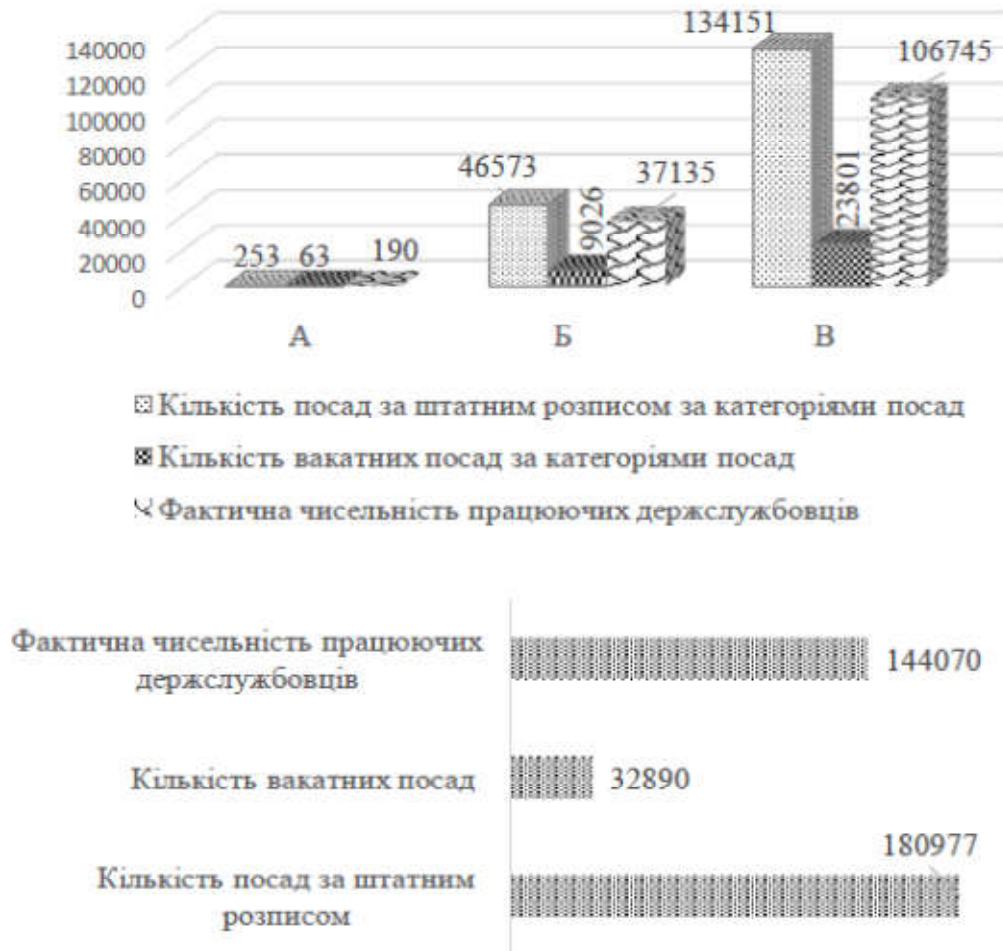 140000
120000
100000
80000
60000
40000
20000
0
253 63 190
46573 9026 37135
134151 23801 106745
А Б В
Кількість посад за штатним розписом за категоріями посад
Кількість вакатних посад за категоріями посад
Фактична чисельність працюючих держслужбовців
Фактична чисельність працюючих
держслужбовців
144070
Кількість вакатних посад
32890
Кількість посад за штатним
розписом
180977